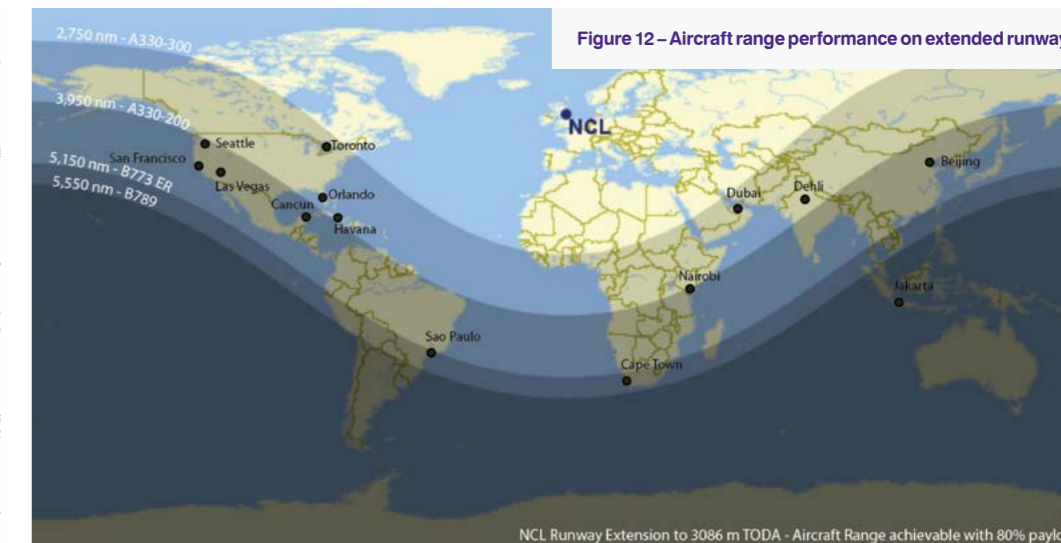 Figure 12 – Aircraft range performance on extended runway
2,750 nm - A330-300
3,950 nm - A330-200
5,150 nm - B773 ER
5,550 nm - B789
NCL
Seattle
Toronto
San Francisco
Las Vegas
Orlando
Cancun
Havana
Beijing
Dubai
Dehli
Nairobi
Jakarta
Sao Paulo
Cape Town
NCL Runway Extension to 3086 m TODA - Aircraft Range achievable with 80%